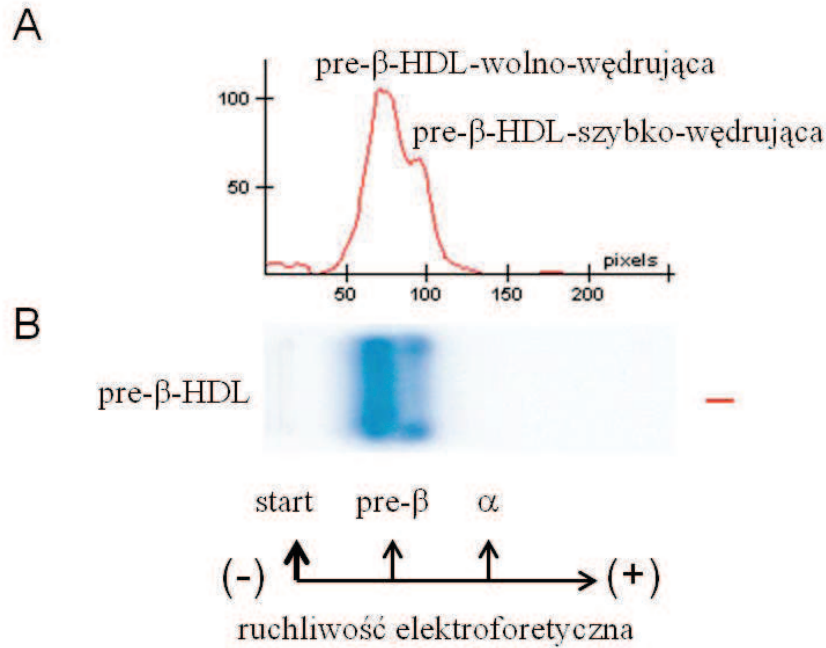 A
pre-β-HDL-wolno-wędrująca
pre-β-HDL-szybko-wędrująca
100
50
pixels
50 100 150 200
B
pre-β-HDL
start pre-β α
(-) (+)
ruchliwość elektroforetyczna